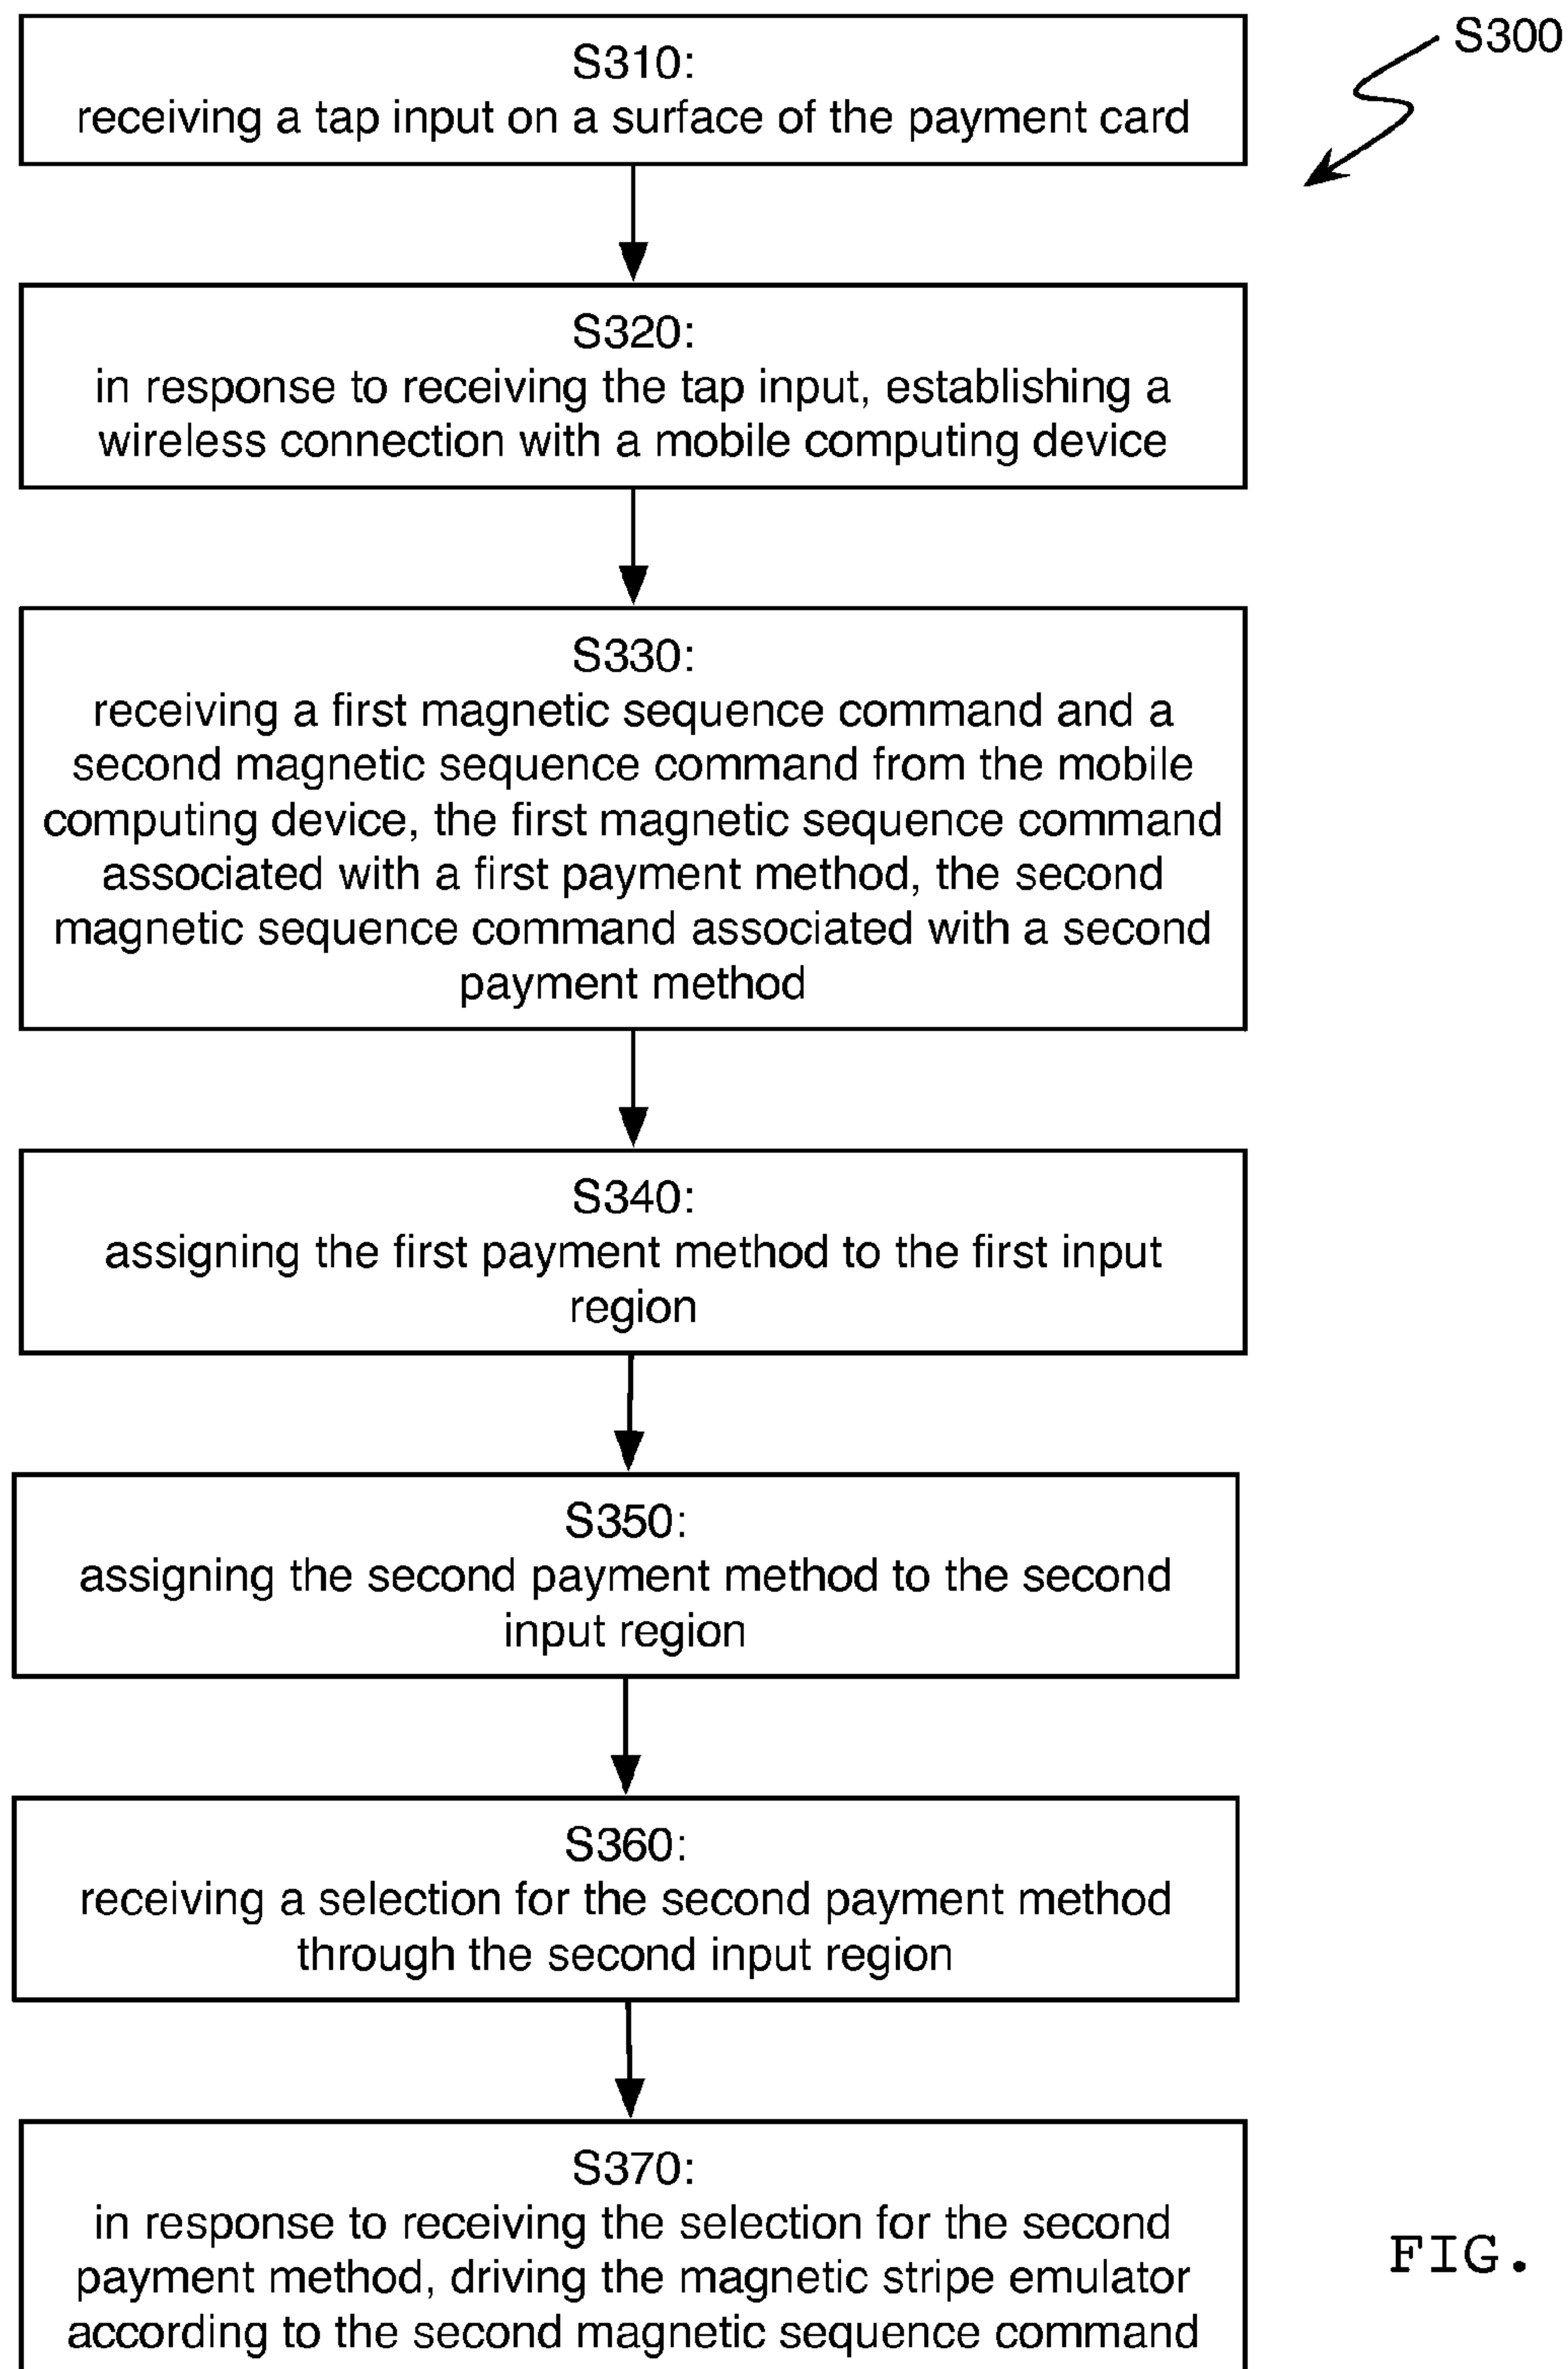 S300
S310:
receiving a tap input on a surface of the payment card
S320:
in response to receiving the tap input, establishing a
wireless connection with a mobile computing device
S330:
receiving a first magnetic sequence command and a
second magnetic sequence command from the mobile
computing device, the first magnetic sequence command
associated with a first payment method, the second
magnetic sequence command associated with a second
payment method
S340:
assigning the first payment method to the first input
region
S350:
assigning the second payment method to the second
input region
S360:
receiving a selection for the second payment method
through the second input region
S370:
in response to receiving the selection for the second
payment method, driving the magnetic stripe emulator
according to the second magnetic sequence command
FIG.